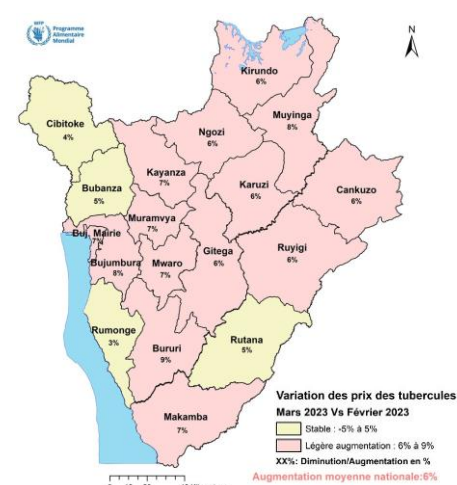 WFP
Programme
Alimentaire
Mondial
N
Kirundo
6%
Cibitoke
4%
Muyinga
8%
Ngozi
6%
Kayanza
7%
Bubanza
5%
Karuzi
6%
Cankuzo
6%
Muramvya
7%
Buj. Mairie
7%
Gitega
6%
Ruyigi
6%
Bujumbura
8%
Mwaro
7%
Rumonge
3%
Rutana
5%
Bururi
9%
Makamba
7%
Variation des prix des tubercules
Mars 2023 Vs Février 2023
Stable : -5% à 5%
Légère augmentation : 6% à 9%
XX%: Diminution/Augmentation en %
Augmentation moyenne nationale:6%